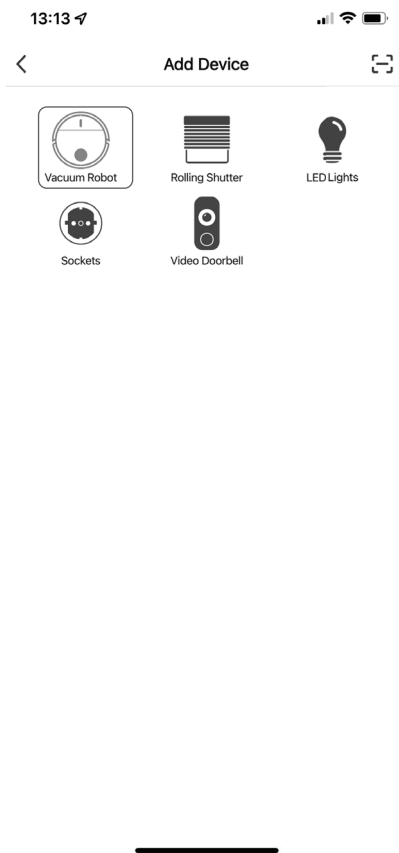 13:13
Add Device
Vacuum Robot Rolling Shutter LED Lights
Sockets Video Doorbell